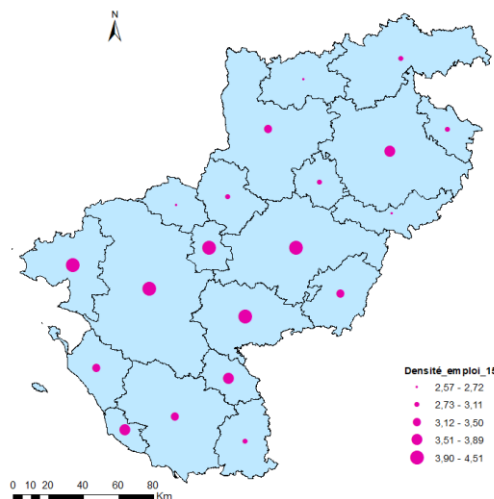 N
Densité_emploi_15
2,57 - 2,72
2,73 - 3,11
3,12 - 3,50
3,51 - 3,89
3,90 - 4,51
0 10 20 40 60 80
Km